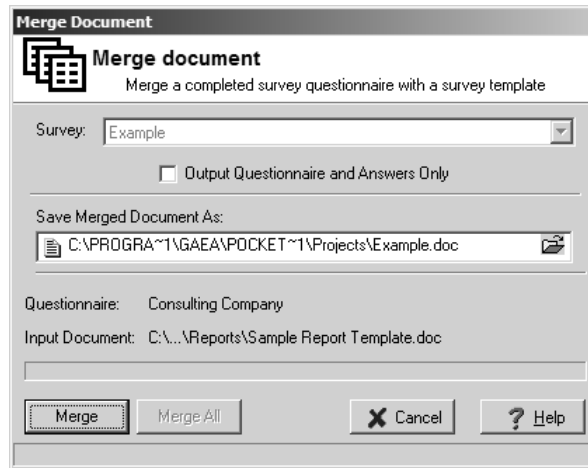 Merge Document
Merge document
Merge a completed survey questionnaire with a survey template
Survey: Example
Output Questionnaire and Answers Only
Save Merged Document As:
C:\PROGRA~1\GAEA\POCKET~1\Projects\Example.doc
Questionnaire: Consulting Company
Input Document: C:\...\Reports\Sample Report Template.doc
Merge Merge All Cancel ? Help